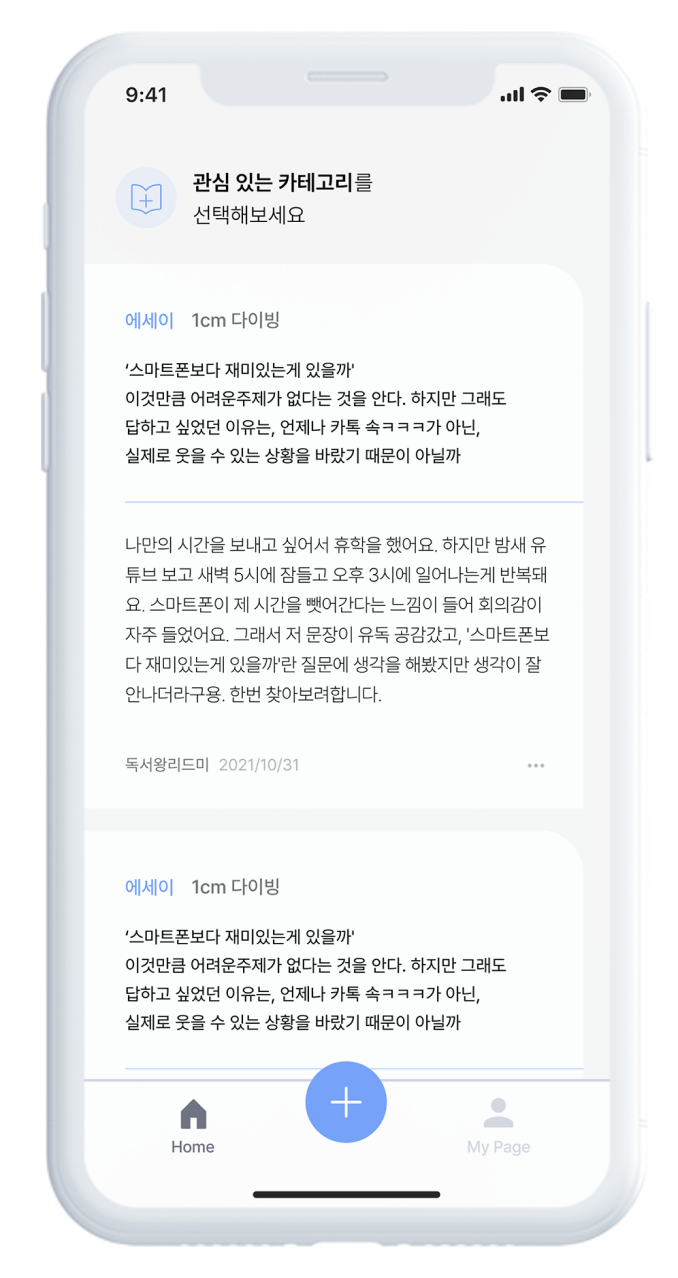 9:41
관심 있는 카테고리를
선택해보세요
에세이 1cm 다이빙
‘스마트폰보다 재미있는게 있을까'
이것만큼 어려운주제가 없다는 것을 안다. 하지만 그래도
답하고 싶었던 이유는, 언제나 카톡 속ㅋㅋㅋ가 아닌,
실제로 웃을 수 있는 상황을 바랐기 때문이 아닐까
나만의 시간을 보내고 싶어서 휴학을 했어요. 하지만 밤새 유
튜브 보고 새벽 5시에 잠들고 오후 3시에 일어나는게 반복돼
요. 스마트폰이 제 시간을 뺏어간다는 느낌이 들어 회의감이
자주 들었어요. 그래서 저 문장이 유독 공감갔고, '스마트폰보
다 재미있는게 있을까'란 질문에 생각을 해봤지만 생각이 잘
안나더라구용. 한번 찾아보려합니다.
독서왕리드미 2021/10/31
에세이 1cm 다이빙
‘스마트폰보다 재미있는게 있을까'
이것만큼 어려운주제가 없다는 것을 안다. 하지만 그래도
답하고 싶었던 이유는, 언제나 카톡 속ㅋㅋㅋ가 아닌,
실제로 웃을 수 있는 상황을 바랐기 때문이 아닐까
Home My Page